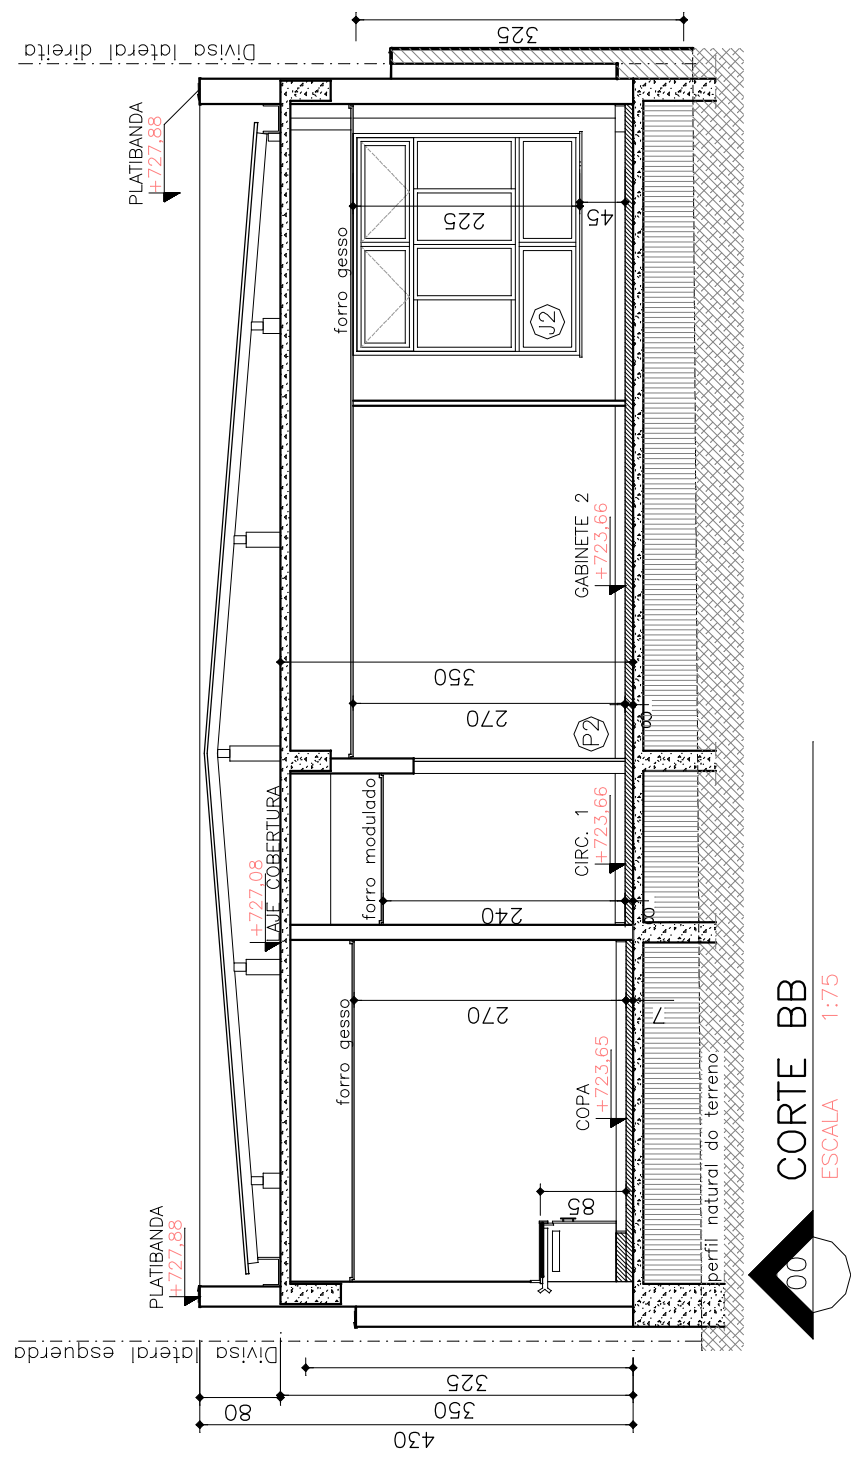 Divisa lateral esquerda
Divisa lateral direita
PLATIBANDA
+727,88
PLATIBANDA
+727,88
+727,08
LAJE COBERTURA
forro gesso
forro modulado
forro gesso
COPA
+723,65
CIRC. 1
+723,66
GABINETE 2
+723,66
P2
J2
430
350
325
80
85
270
7
240
8
270
350
8
225
45
325
perfil natural do terreno
00
CORTE BB
ESCALA 1:75